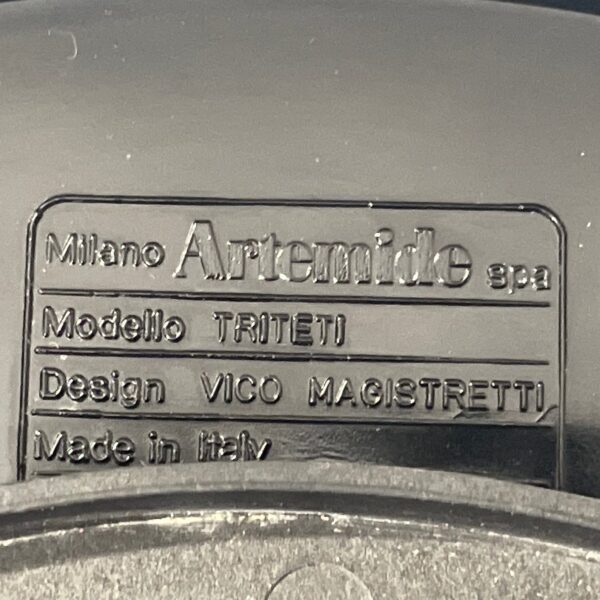 Milano Artemide spa
Modello TRITETI
Design VICO MAGISTRETTI
Made in Italy